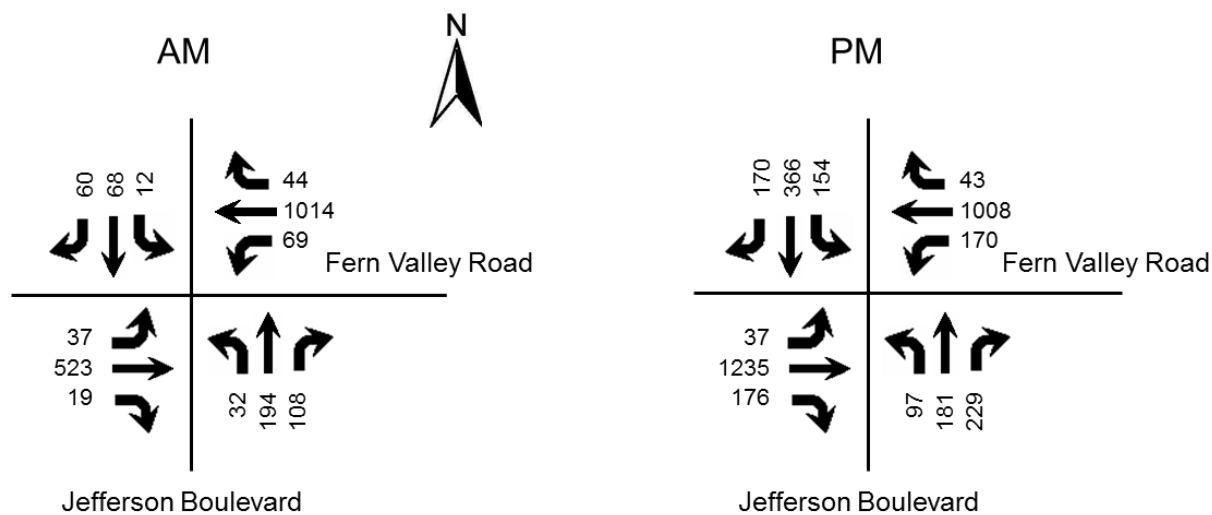 N
AM
60 68 12
44
1014
69
Fern Valley Road
37
523
19
32 194 108
Jefferson Boulevard
PM
170 366 154
43
1008
170
Fern Valley Road
37
1235
176
97 181 229
Jefferson Boulevard